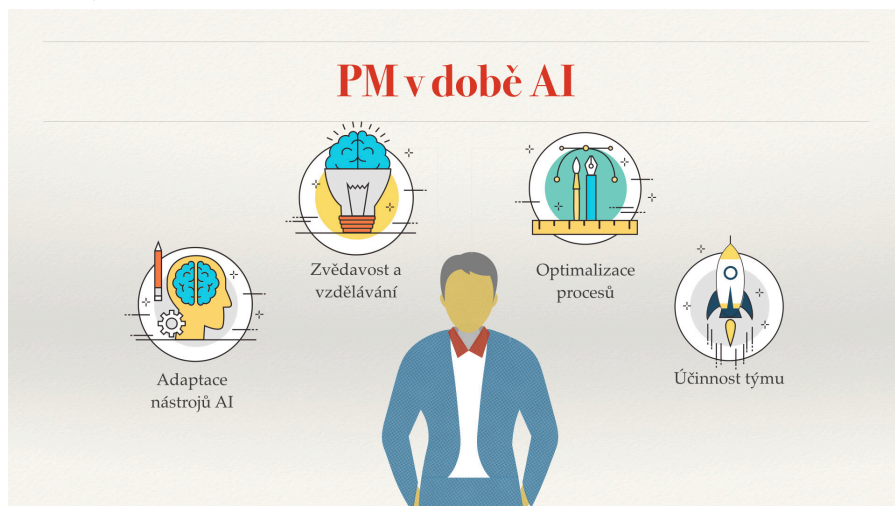 PM v době AI
Zvědavost a
vzdělávání
Optimalizace
procesů
Adaptace
nástrojů AI
Účinnost týmu